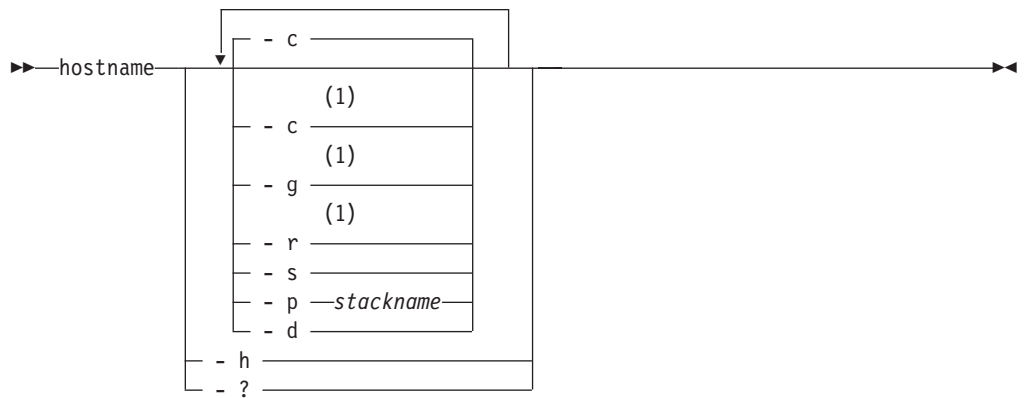 - c
hostname
(1)
- c
(1)
- g
(1)
- r
- s
- p stackname
- d
- h
- ?